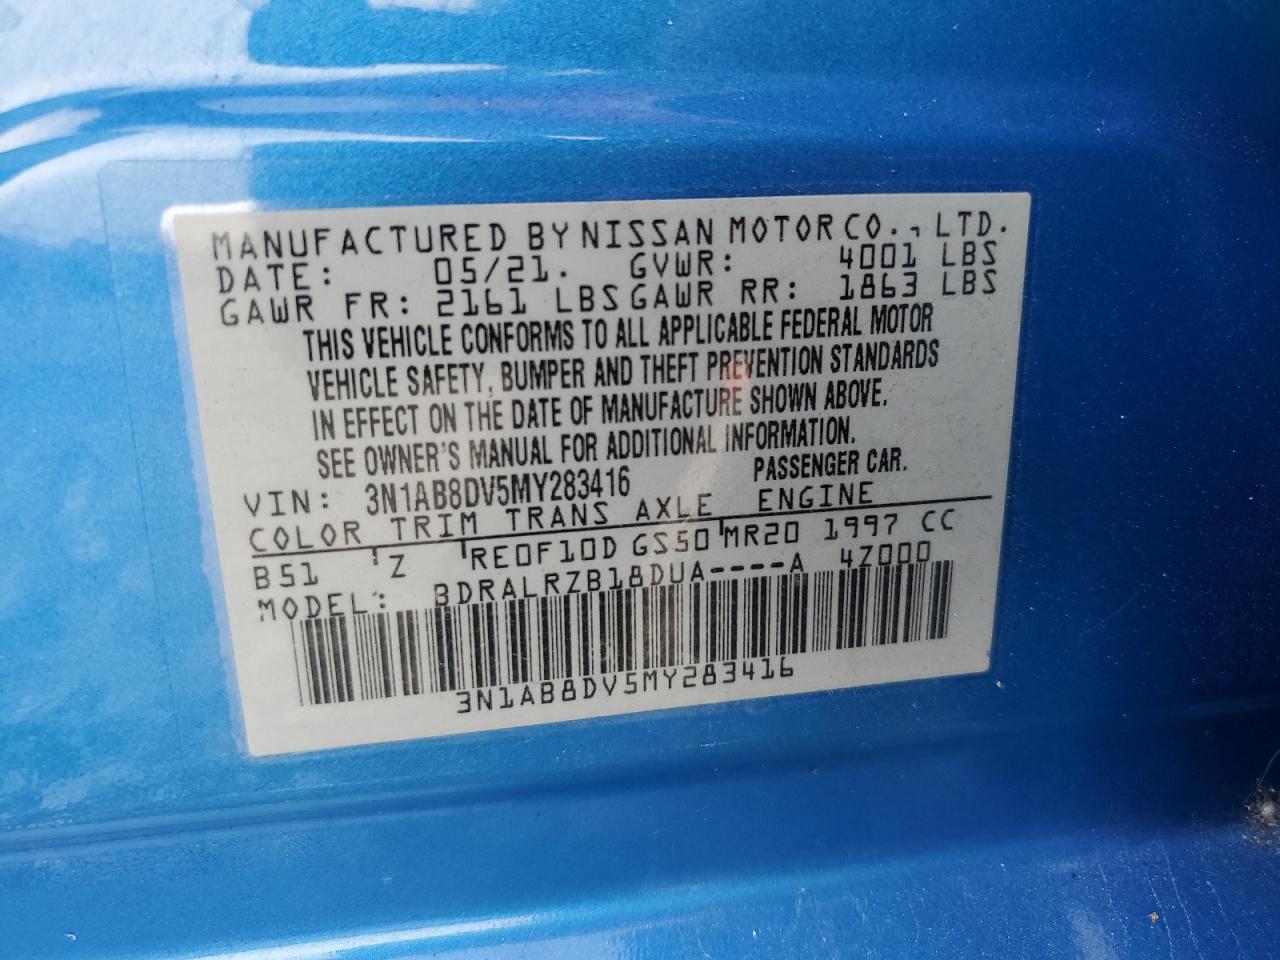 MANUFACTURED BY NISSAN MOTOR CO., LTD.
DATE: 05/21. GVWR: 4001 LBS
GAWR FR: 2161 LBS GAWR RR: 1863 LBS
THIS VEHICLE CONFORMS TO ALL APPLICABLE FEDERAL MOTOR
VEHICLE SAFETY, BUMPER AND THEFT PREVENTION STANDARDS
IN EFFECT ON THE DATE OF MANUFACTURE SHOWN ABOVE.
SEE OWNER'S MANUAL FOR ADDITIONAL INFORMATION.
VIN: 3N1AB8DV5MY283416 PASSENGER CAR.
COLOR TRIM TRANS AXLE ENGINE
B51 Z RE0F10D GS50 MR20 1997 CC
MODEL: BDRALRZB18DUA----A 4Z000
3N1AB8DV5MY283416